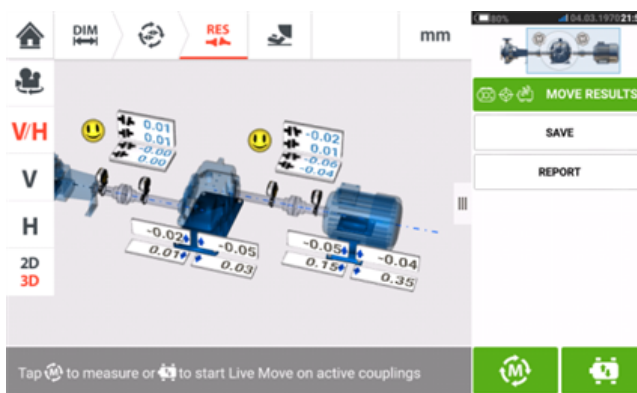 80%
04.03.1970 21:5
DIM
RES
mm
V/H
V
H
2D
3D
0.01
0.01
-0.00
0.00
-0.02
0.01
-0.06
-0.04
-0.02
-0.05
0.01
0.03
-0.05
-0.04
0.15
0.35
MOVE RESULTS
SAVE
REPORT
Tap M to measure or to start Live Move on active couplings
M